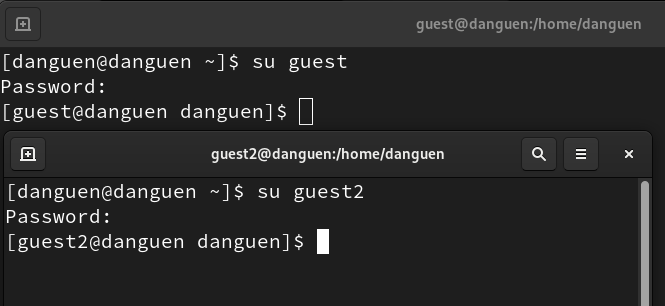 guest@danguen:/home/danguen
[danguen@danguen ~]$ su guest
Password:
[guest@danguen danguen]$
guest2@danguen:/home/danguen
[danguen@danguen ~]$ su guest2
Password:
[guest2@danguen danguen]$